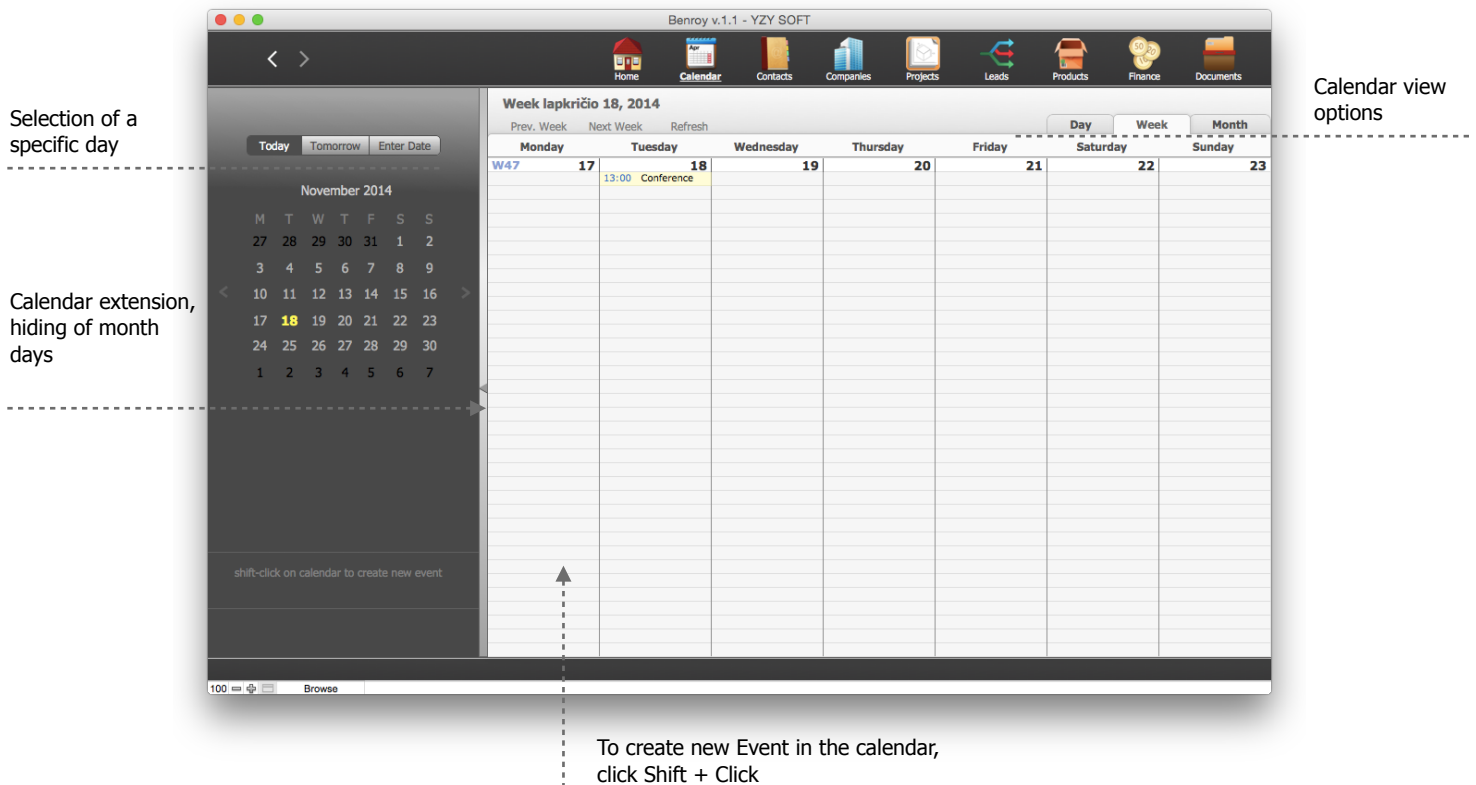 Benroy v.1.1 - YZY SOFT
< >
Home Calendar Contacts Companies Projects Leads Products Finance Documents
Apr
50 20
Selection of a
specific day
Calendar extension,
hiding of month
days
Calendar view
options
Today Tomorrow Enter Date
November 2014
M T W T F S S
27 28 29 30 31 1 2
3 4 5 6 7 8 9
< 10 11 12 13 14 15 16 >
17 18 19 20 21 22 23
24 25 26 27 28 29 30
1 2 3 4 5 6 7
shift-click on calendar to create new event
Week lapkričio 18, 2014
Prev. Week Next Week Refresh
Day Week Month
Monday Tuesday Wednesday Thursday Friday Saturday Sunday
W47 17 18 19 20 21 22 23
13:00 Conference
100 Browse
To create new Event in the calendar,
click Shift + Click